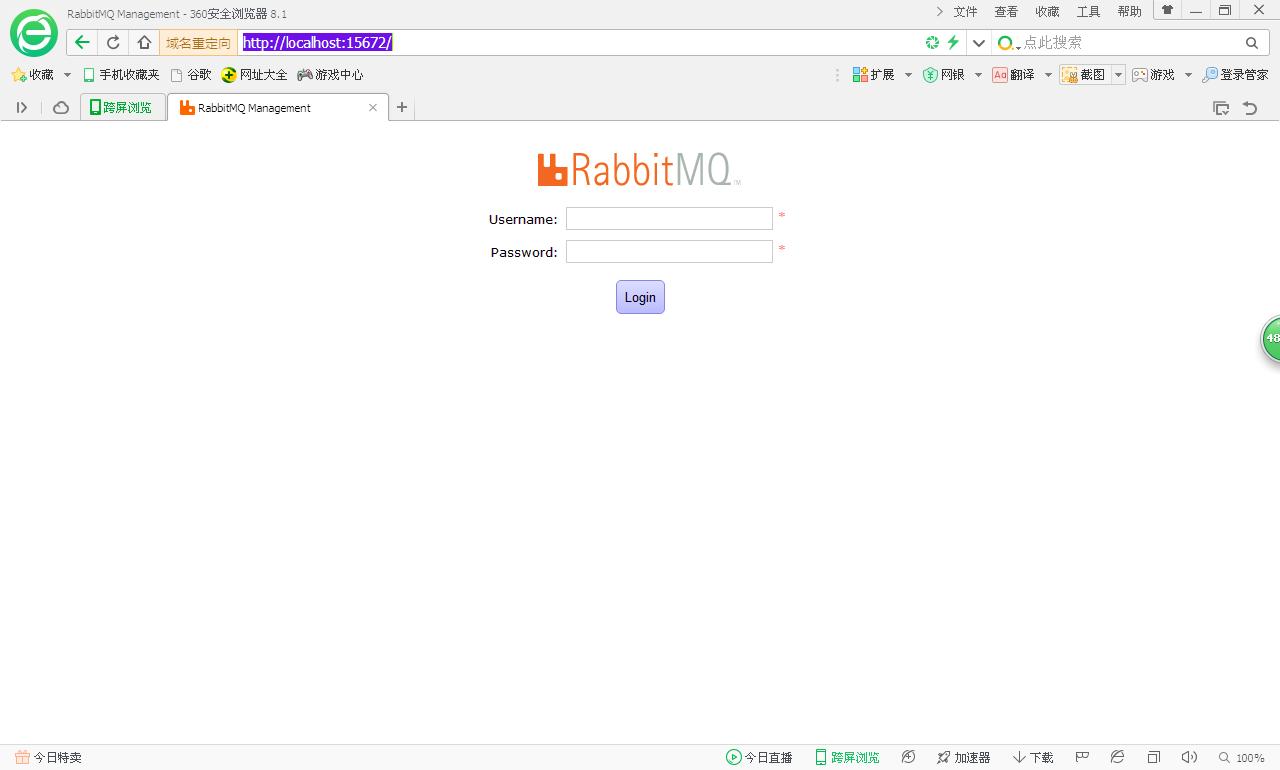 RabbitMQ Management - 360安全浏览器 8.1
文件 查看 收藏 工具 帮助
域名重定向 http://localhost:15672/ 点此搜索
收藏 手机收藏夹 谷歌 网址大全 游戏中心 扩展 网银 Aa 翻译 截图 游戏 登录管家
跨屏浏览 RabbitMQ Management
RabbitMQ™
Username: *
Password: *
Login
48
今日特卖 今日直播 跨屏浏览 加速器 下载 100%